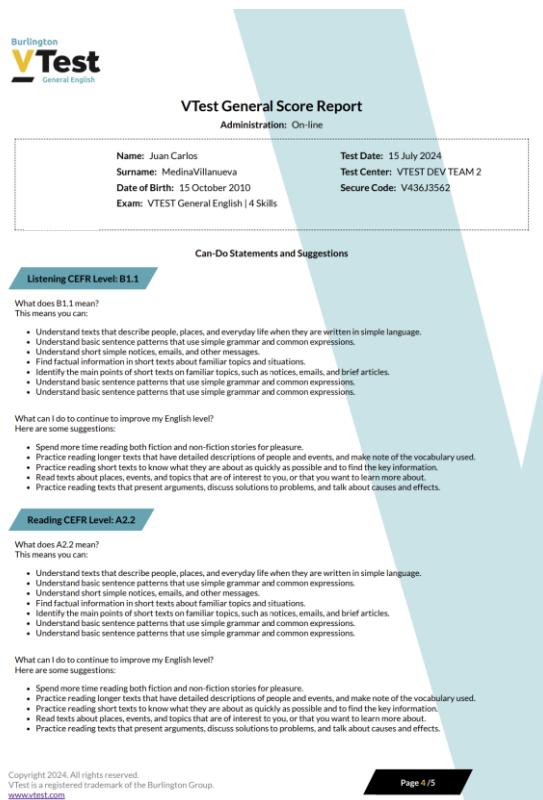 Burlington
VTest
General English
VTest General Score Report
Administration: On-line
Name: Juan Carlos
Surname: MedinaVillanueva
Date of Birth: 15 October 2010
Exam: VTEST General English | 4 Skills
Test Date: 15 July 2024
Test Center: VTEST DEV TEAM 2
Secure Code: V436J3562
Can-Do Statements and Suggestions
Listening CEFR Level: B1.1
What does B1.1 mean?
This means you can:
• Understand texts that describe people, places, and everyday life when they are written in simple language.
• Understand basic sentence patterns that use simple grammar and common expressions.
• Understand short simple notices, emails, and other messages.
• Find factual information in short texts about familiar topics and situations.
• Identify the main points of short texts on familiar topics, such as notices, emails, and brief articles.
• Understand basic sentence patterns that use simple grammar and common expressions.
• Understand basic sentence patterns that use simple grammar and common expressions.
What can I do to continue to improve my English level?
Here are some suggestions:
• Spend more time reading both fiction and non-fiction stories for pleasure.
• Practice reading longer texts that have detailed descriptions of people and events, and make note of the vocabulary used.
• Practice reading short texts to know what they are about as quickly as possible and to find the key information.
• Read texts about places, events, and topics that are of interest to you, or that you want to learn more about.
• Practice reading texts that present arguments, discuss solutions to problems, and talk about causes and effects.
Reading CEFR Level: A2.2
What does A2.2 mean?
This means you can:
• Understand texts that describe people, places, and everyday life when they are written in simple language.
• Understand basic sentence patterns that use simple grammar and common expressions.
• Understand short simple notices, emails, and other messages.
• Find factual information in short texts about familiar topics and situations.
• Identify the main points of short texts on familiar topics, such as notices, emails, and brief articles.
• Understand basic sentence patterns that use simple grammar and common expressions.
• Understand basic sentence patterns that use simple grammar and common expressions.
What can I do to continue to improve my English level?
Here are some suggestions:
• Spend more time reading both fiction and non-fiction stories for pleasure.
• Practice reading longer texts that have detailed descriptions of people and events, and make note of the vocabulary used.
• Practice reading short texts to know what they are about as quickly as possible and to find the key information.
• Read texts about places, events, and topics that are of interest to you, or that you want to learn more about.
• Practice reading texts that present arguments, discuss solutions to problems, and talk about causes and effects.
Copyright 2024. All rights reserved.
VTest is a registered trademark of the Burlington Group.
www.vtest.com
Page 4 /5